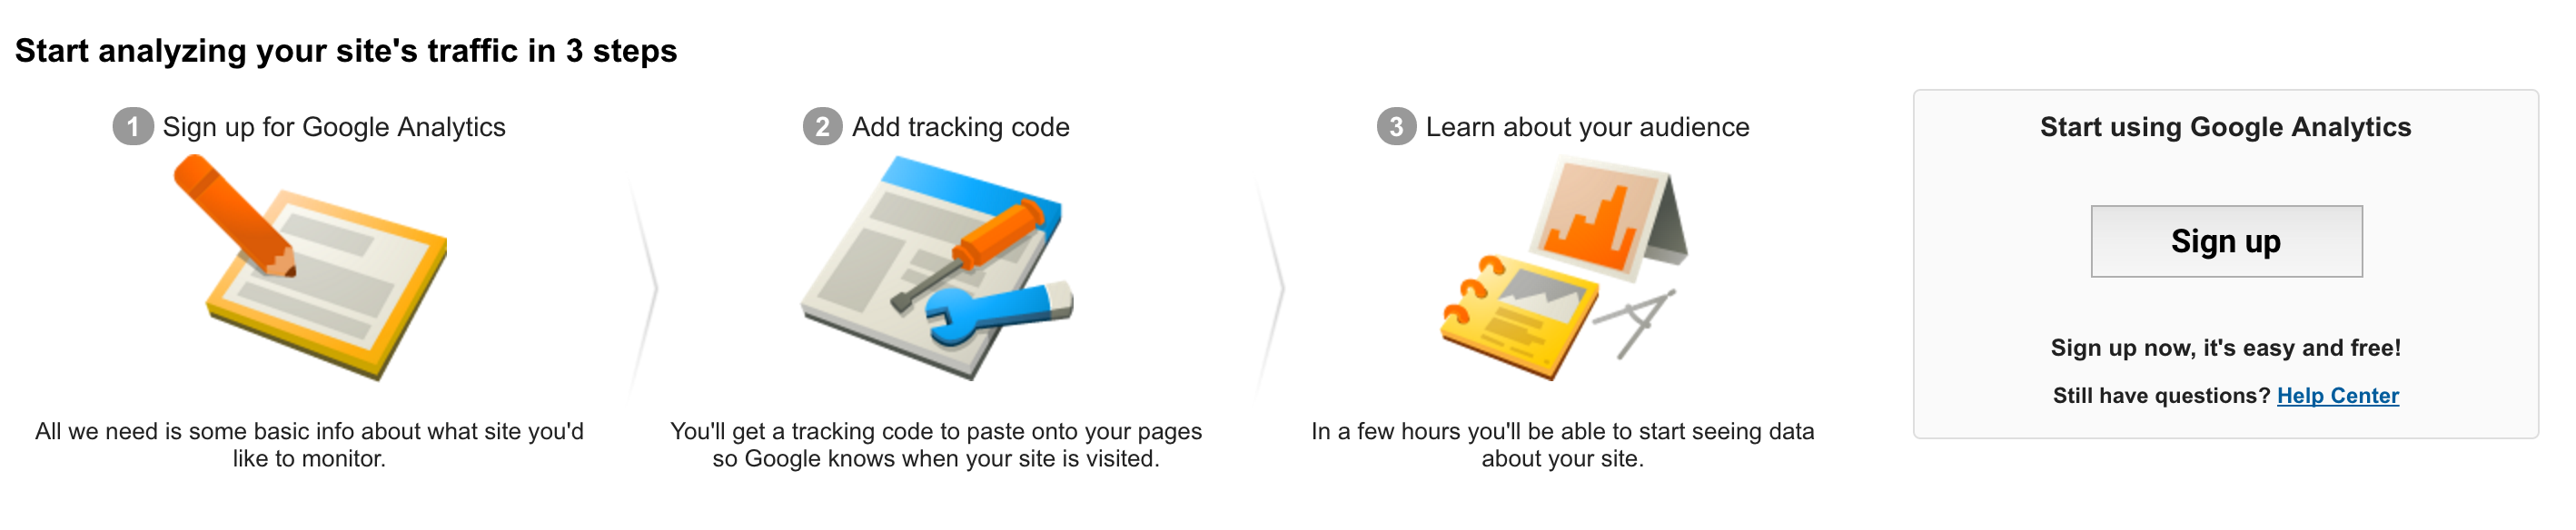 Start analyzing your site's traffic in 3 steps
1 Sign up for Google Analytics
All we need is some basic info about what site you'd
like to monitor.
2 Add tracking code
You'll get a tracking code to paste onto your pages
so Google knows when your site is visited.
3 Learn about your audience
In a few hours you'll be able to start seeing data
about your site.
Start using Google Analytics
Sign up
Sign up now, it's easy and free!
Still have questions? Help Center